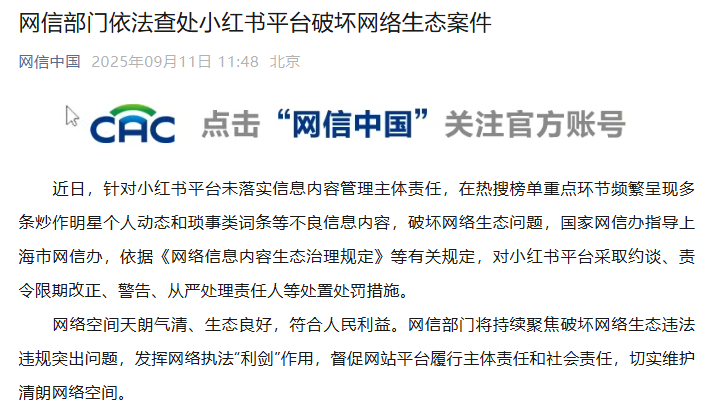 网信部门依法查处小红书平台破坏网络生态案件
网信中国 2025年09月11日 11:48 北京
CAC 点击“网信中国”关注官方账号
近日，针对小红书平台未落实信息内容管理主体责任，在热搜榜单重点环节频繁呈现多
条炒作明星个人动态和琐事类词条等不良信息内容，破坏网络生态问题，国家网信办指导上
海市网信办，依据《网络信息内容生态治理规定》等有关规定，对小红书平台采取约谈、责
令限期改正、警告、从严处理责任人等处置处罚措施。
网络空间天朗气清、生态良好，符合人民利益。网信部门将持续聚焦破坏网络生态违法
违规突出问题，发挥网络执法“利剑”作用，督促网站平台履行主体责任和社会责任，切实维护
清朗网络空间。